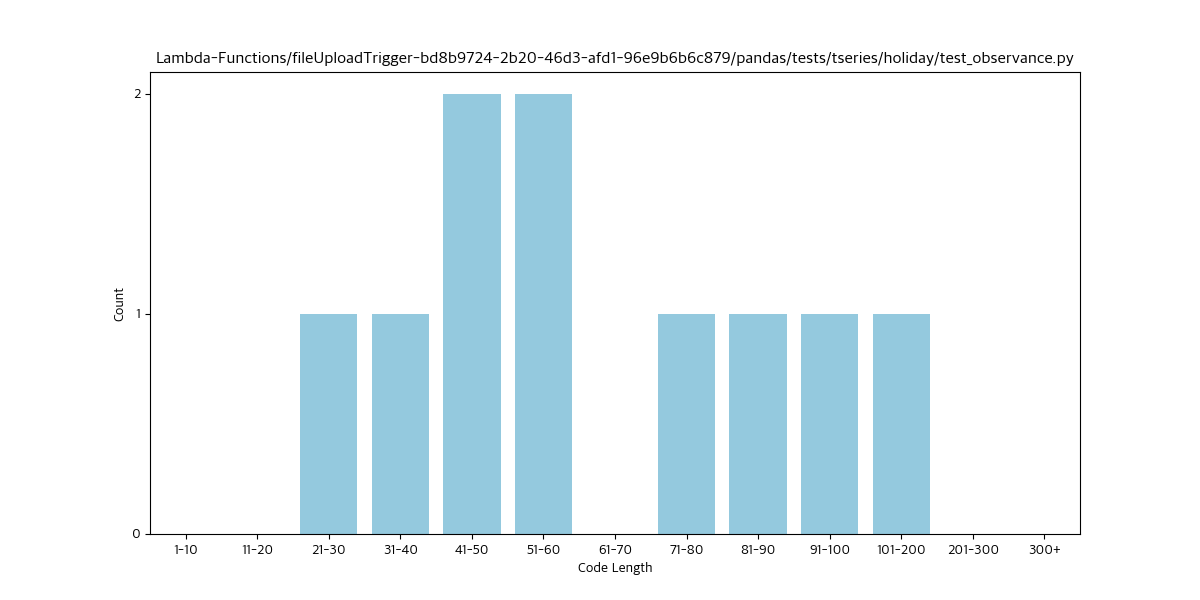 Lambda-Functions/fileUploadTrigger-bd8b9724-2b20-46d3-afd1-96e9b6b6c879/pandas/tests/tseries/holiday/test_observance.py
2
1
0
Count
1-10 11-20 21-30 31-40 41-50 51-60 61-70 71-80 81-90 91-100 101-200 201-300 300+
Code Length